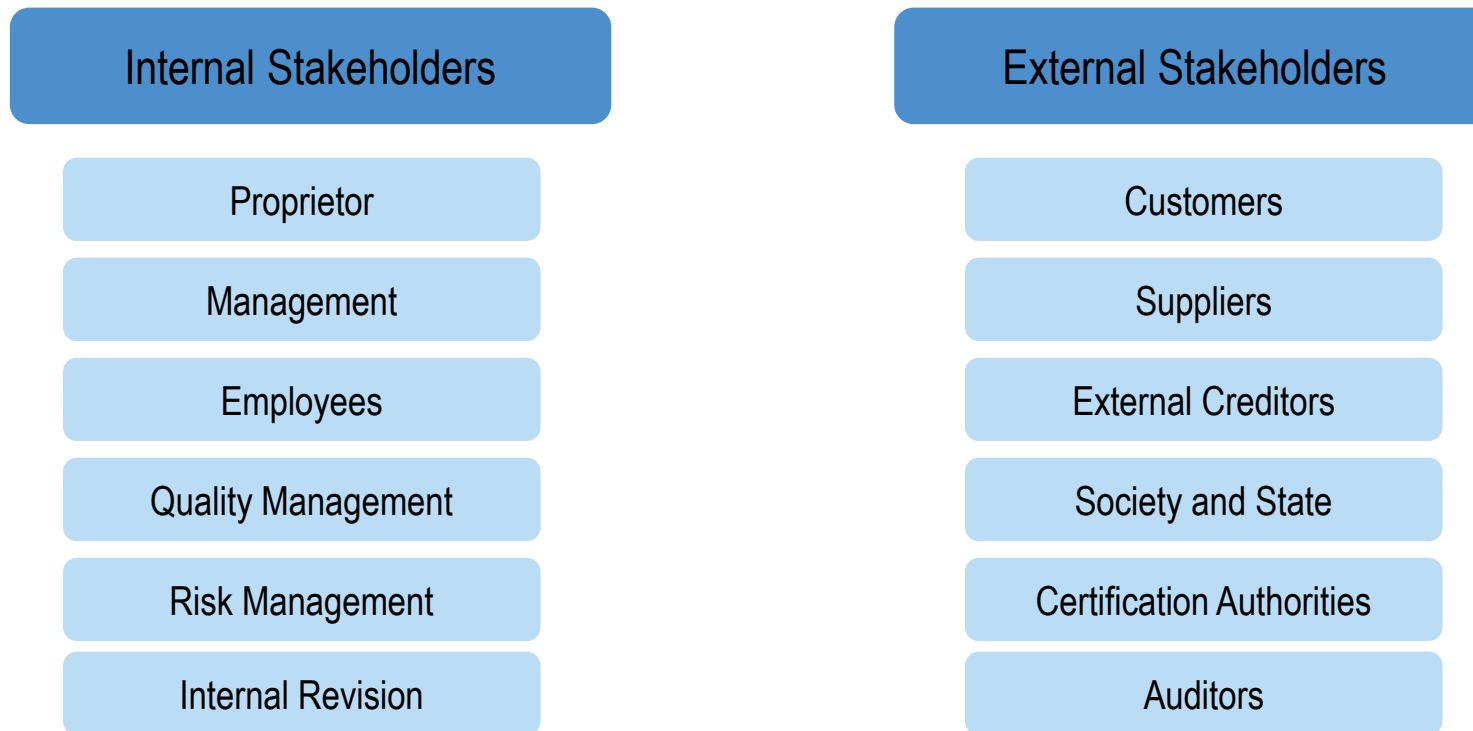 Internal Stakeholders
Proprietor
Management
Employees
Quality Management
Risk Management
Internal Revision
External Stakeholders
Customers
Suppliers
External Creditors
Society and State
Certification Authorities
Auditors